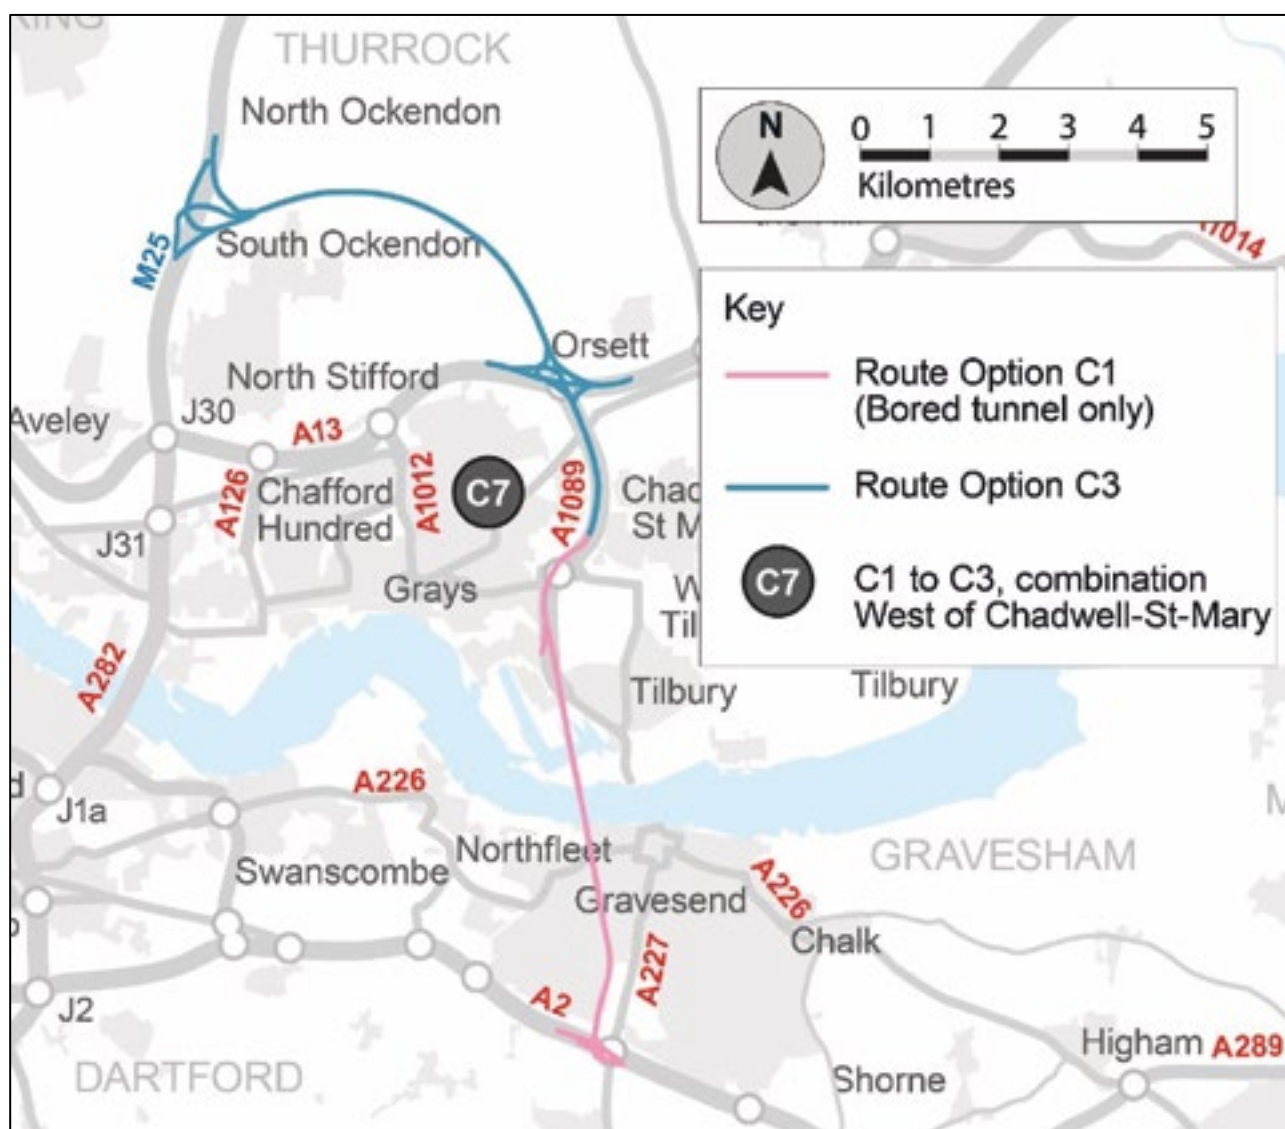 THURROCK
North Ockendon
N
0 1 2 3 4 5
Kilometres
South Ockendon
M25
Key
Route Option C1
(Bored tunnel only)
Route Option C3
C7
C1 to C3, combination
West of Chadwell-St-Mary
Orsett
North Stifford
J30
Aveley
A13
A126
Chafford
Hundred
A1012
C7
A1089
St M
J31
Grays
A282
Tilbury
Tilbury
A226
J1a
Northfleet
GRAVESHAM
Swanscombe
Gravesend
A226
Chalk
A227
A2
J2
DARTFORD
Higham
A289
Shorne